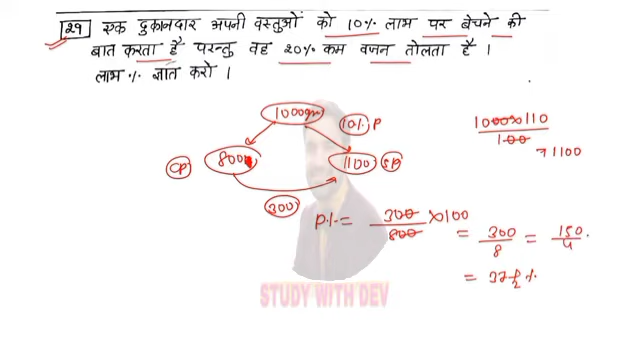 29 एक दुकानदार अपनी वस्तुओं को 10% लाभ पर बेचने की
बात करता है परन्तु वह 20% कम वजन तोलता है ।
लाभ % ज्ञात करो ।
1000gm
10% P
1000×110
100
→1100
CP 800 1100 SP
300
P.%= 300/800 ×100 = 300/8 = 150/4
= 37 1/2 %
STUDY WITH DEV